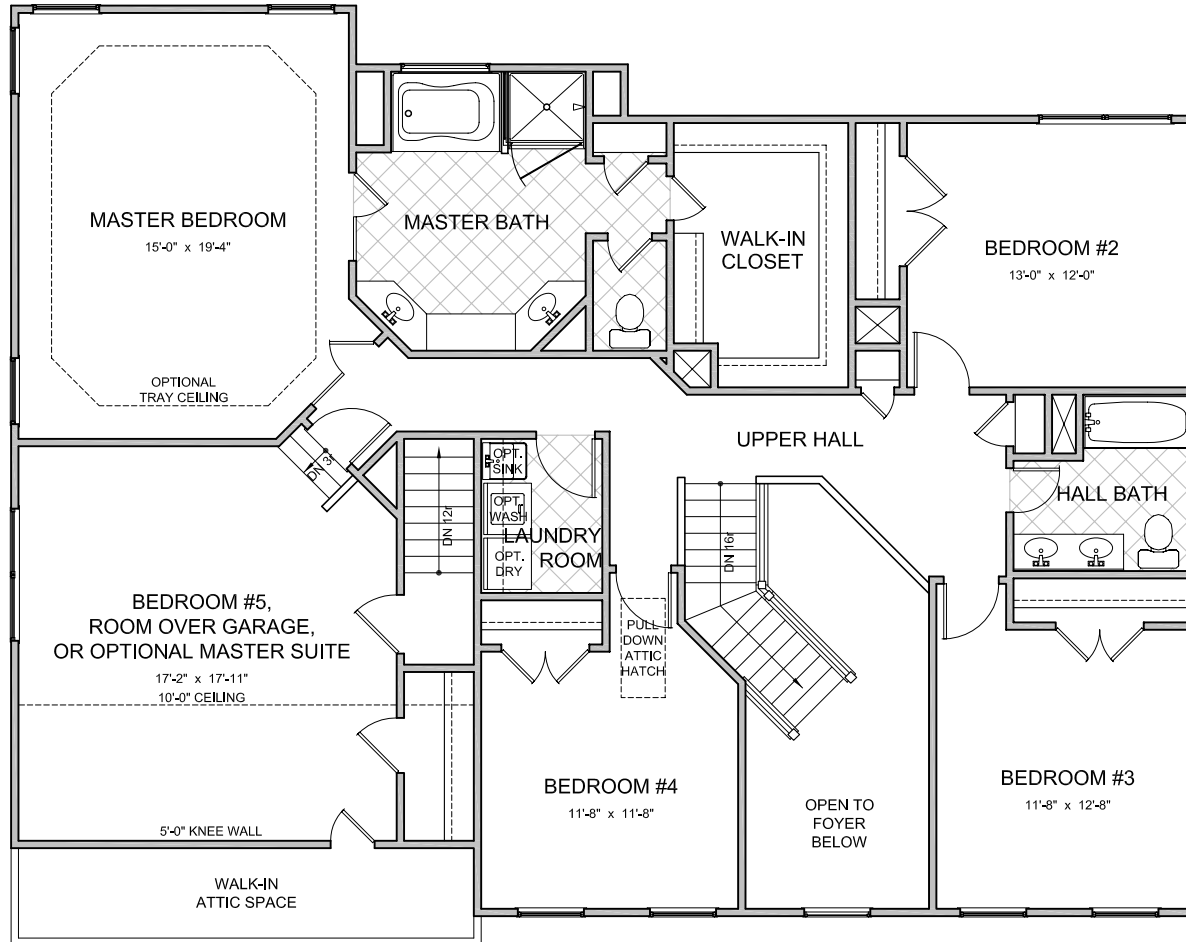 MASTER BEDROOM
15'-0" x 19'-4"
OPTIONAL
TRAY CEILING
MASTER BATH
WALK-IN
CLOSET
BEDROOM #2
13'-0" x 12'-0"
UPPER HALL
HALL BATH
DN 3r
DN 12r
OPT.
SINK
OPT.
WASH
OPT.
DRY
LAUNDRY
ROOM
DN 16r
BEDROOM #5,
ROOM OVER GARAGE,
OR OPTIONAL MASTER SUITE
17'-2" x 17'-11"
10'-0" CEILING
5'-0" KNEE WALL
WALK-IN
ATTIC SPACE
PULL
DOWN
ATTIC
HATCH
BEDROOM #4
11'-8" x 11'-8"
OPEN TO
FOYER
BELOW
BEDROOM #3
11'-8" x 12'-8"